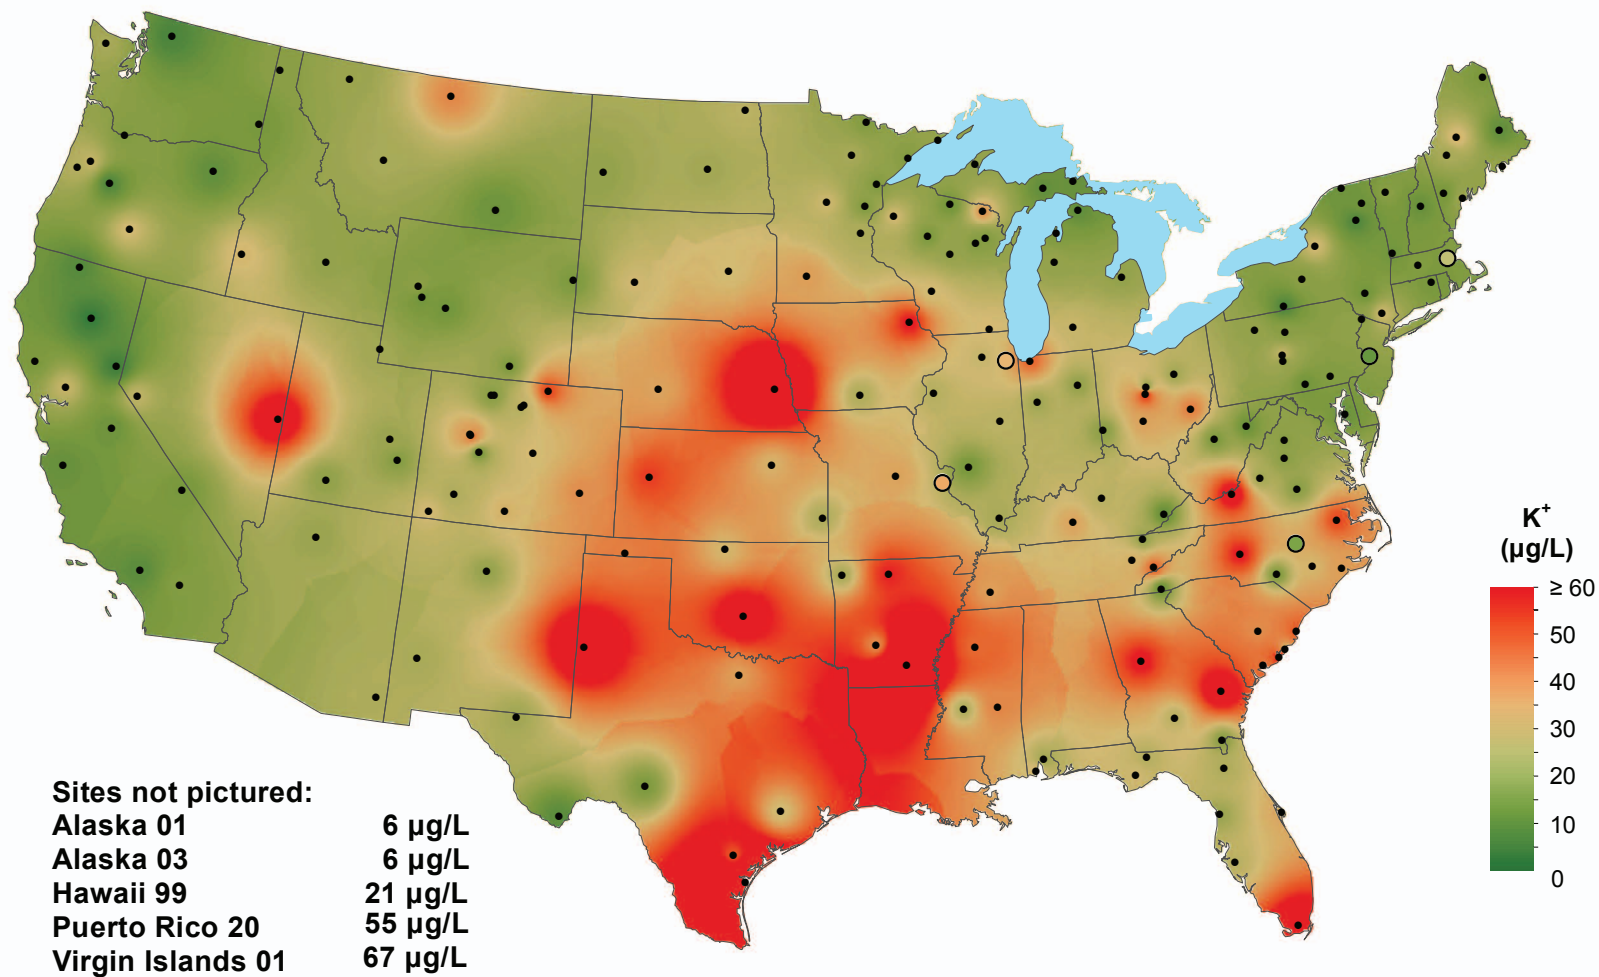 K+
(µg/L)
≥ 60
50
40
30
20
10
0
Sites not pictured:
Alaska 01 6 µg/L
Alaska 03 6 µg/L
Hawaii 99 21 µg/L
Puerto Rico 20 55 µg/L
Virgin Islands 01 67 µg/L